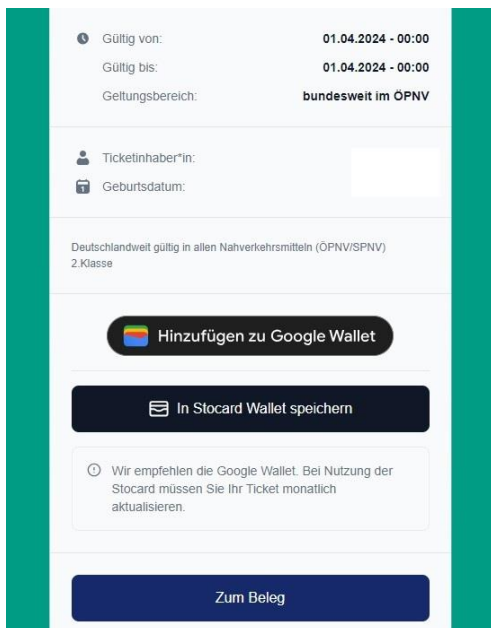 Gültig von: 01.04.2024 - 00:00
Gültig bis: 01.04.2024 - 00:00
Geltungsbereich: bundesweit im ÖPNV
Ticketinhaber*in:
1
Geburtsdatum:
Deutschlandweit gültig in allen Nahverkehrsmitteln (ÖPNV/SPNV)
2.Klasse
Hinzufügen zu Google Wallet
In Stocard Wallet speichern
Wir empfehlen die Google Wallet. Bei Nutzung der
Stocard müssen Sie Ihr Ticket monatlich
aktualisieren.
Zum Beleg